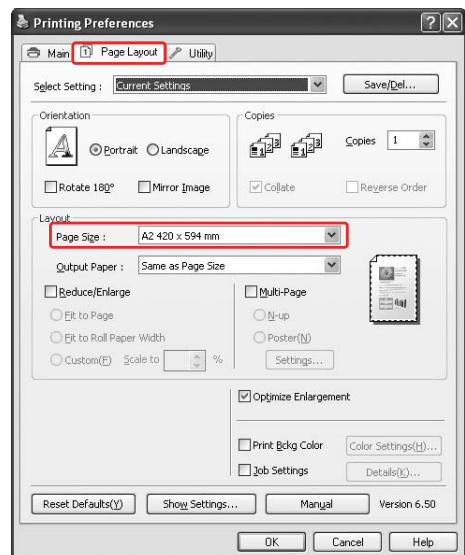 Printing Preferences
Main Page Layout Utility
Select Setting : Current Settings Save/Del...
Orientation Copies
Portrait Landscape Copies 1
Rotate 180° Mirror Image Collate Reverse Order
Layout
Page Size : A2 420 x 594 mm
Output Paper : Same as Page Size
Reduce/Enlarge Multi-Page
Fit to Page N-up
Fit to Roll Paper Width Poster(N)
Custom(F) Scale to % Settings...
Optimize Enlargement
Print Bckg Color Color Settings(H)...
Job Settings Details(K)...
Reset Defaults(Y) Show Settings... Manual Version 6.50
OK Cancel Help